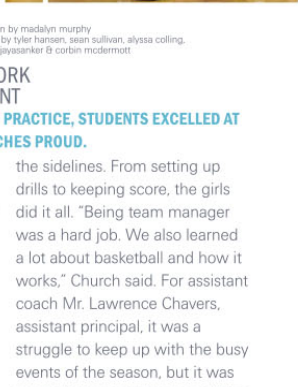 n by madalyn murphy
by tyler hansen, sean sullivan, alyssa colling,
jayasanker & corbin mcdermott
ORK
NT
PRACTICE, STUDENTS EXCELLED AT
CHES PROUD.
the sidelines. From setting up
drills to keeping score, the girls
did it all. “Being team manager
was a hard job. We also learned
a lot about basketball and how it
works,” Church said. For assistant
coach Mr. Lawrence Chavers,
assistant principal, it was a
struggle to keep up with the busy
events of the season, but it was